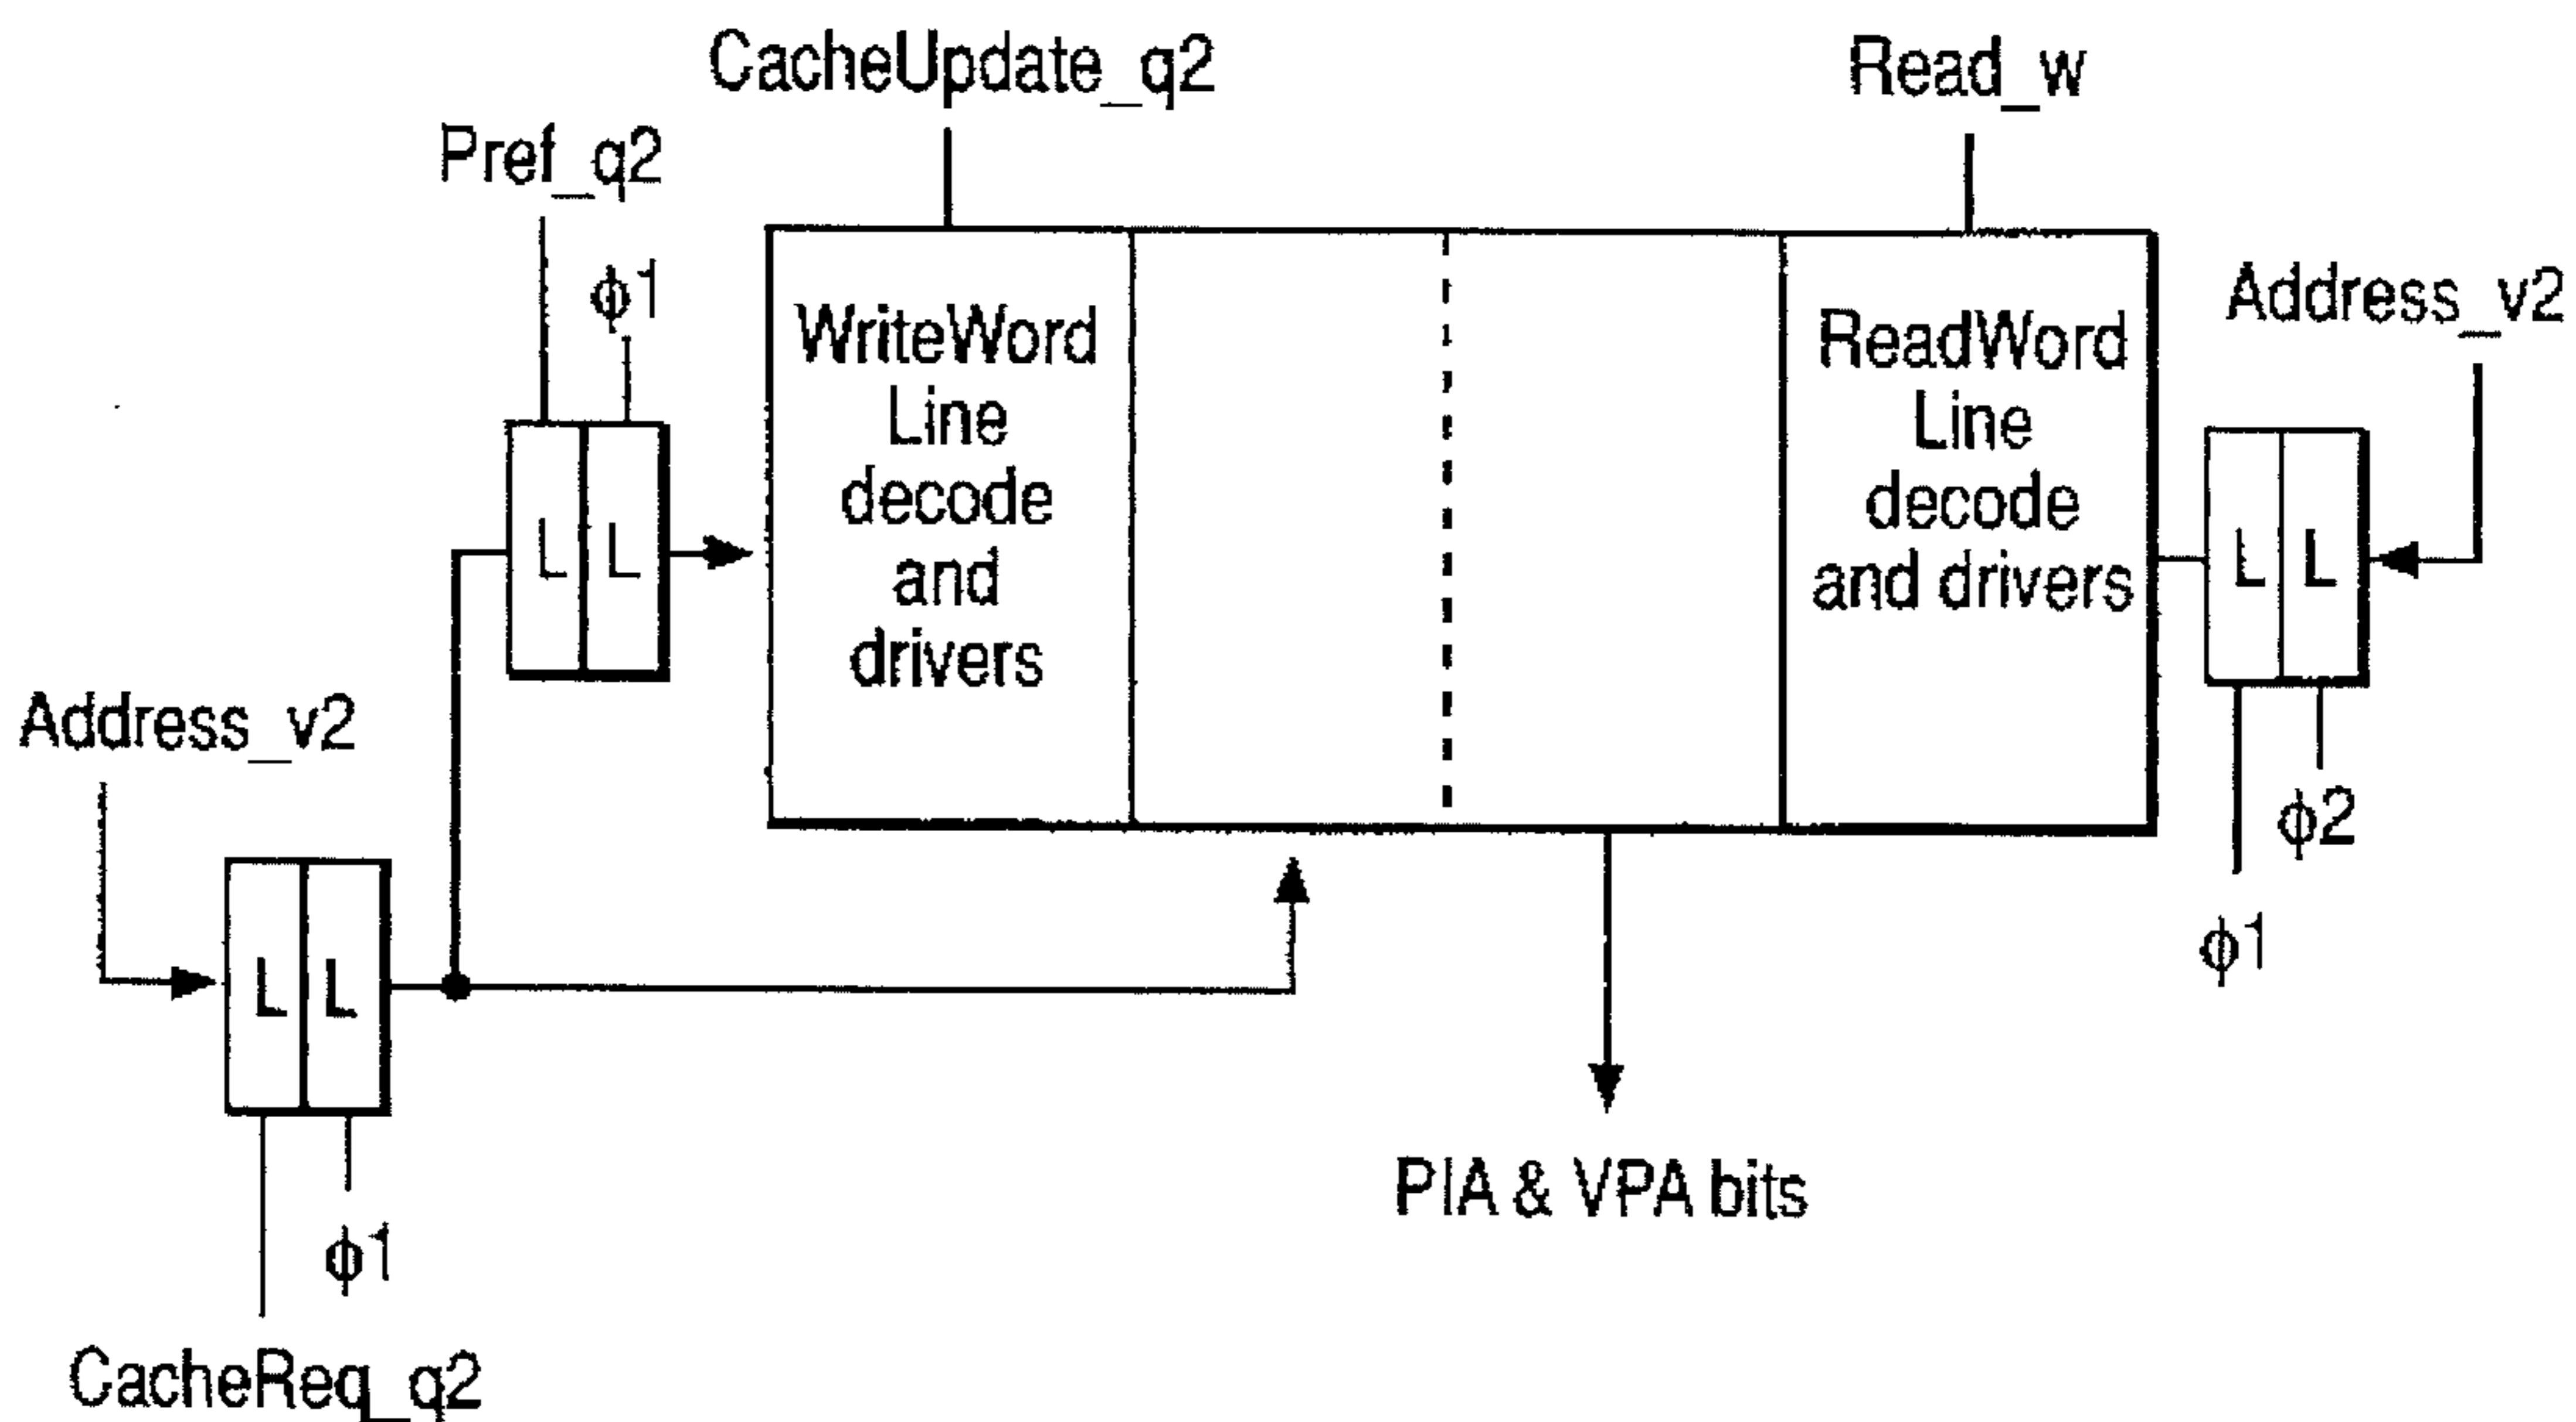 CacheUpdate_q2
Read_w
Pref_q2
ϕ1
Address_v2
WriteWord
Line
decode
and
drivers
ReadWord
Line
decode
and drivers
L L
L L
Address_v2
ϕ2
ϕ1
L L
PIA & VPA bits
ϕ1
CacheReq_q2